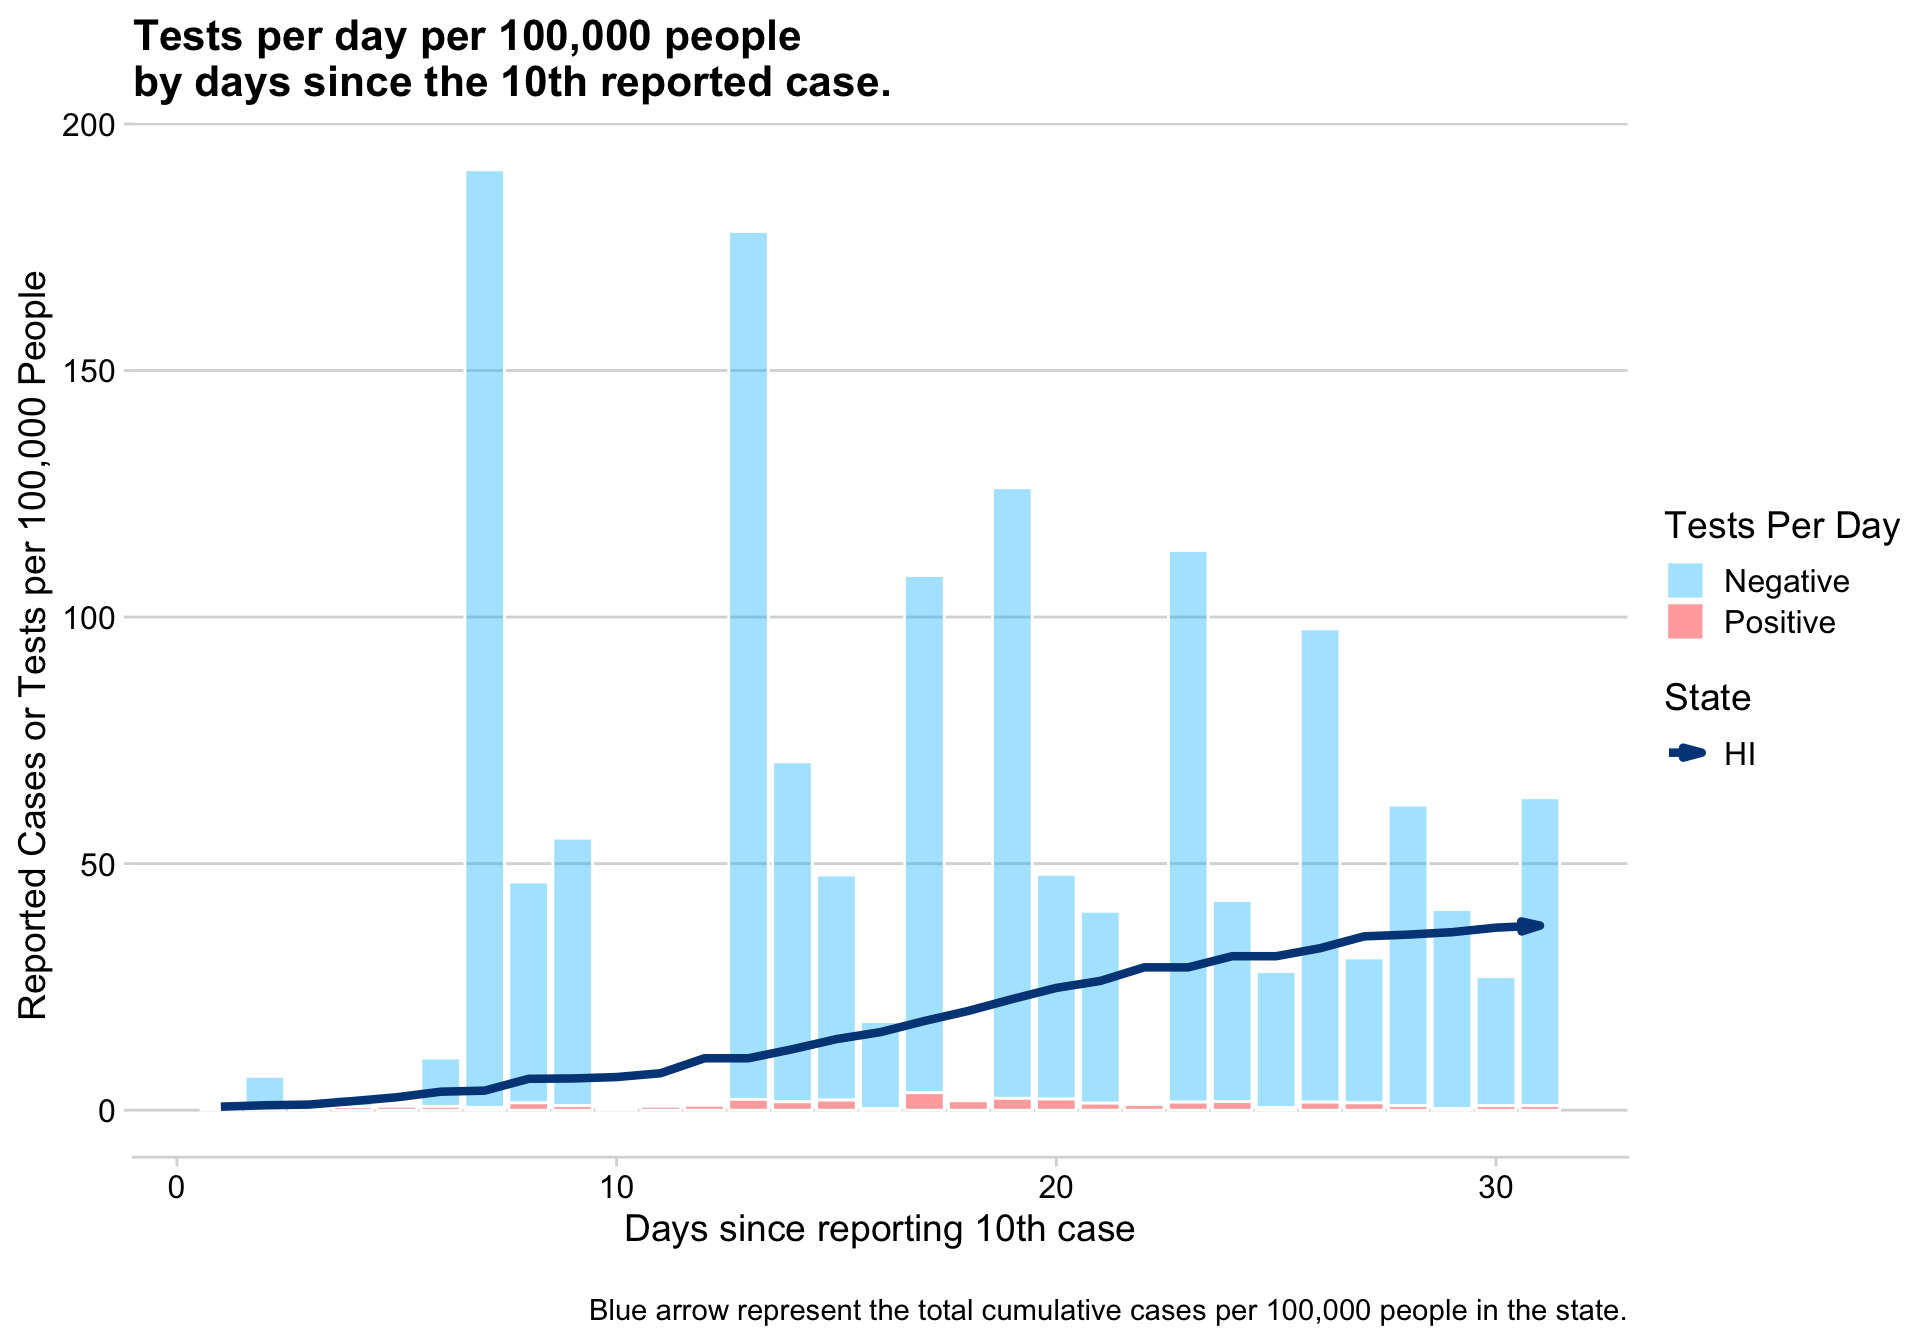 Tests per day per 100,000 people
by days since the 10th reported case.
Reported Cases or Tests per 100,000 People
200
150
100
50
0
0
10
20
30
Days since reporting 10th case
Tests Per Day
Negative
Positive
State
HI
Blue arrow represent the total cumulative cases per 100,000 people in the state.